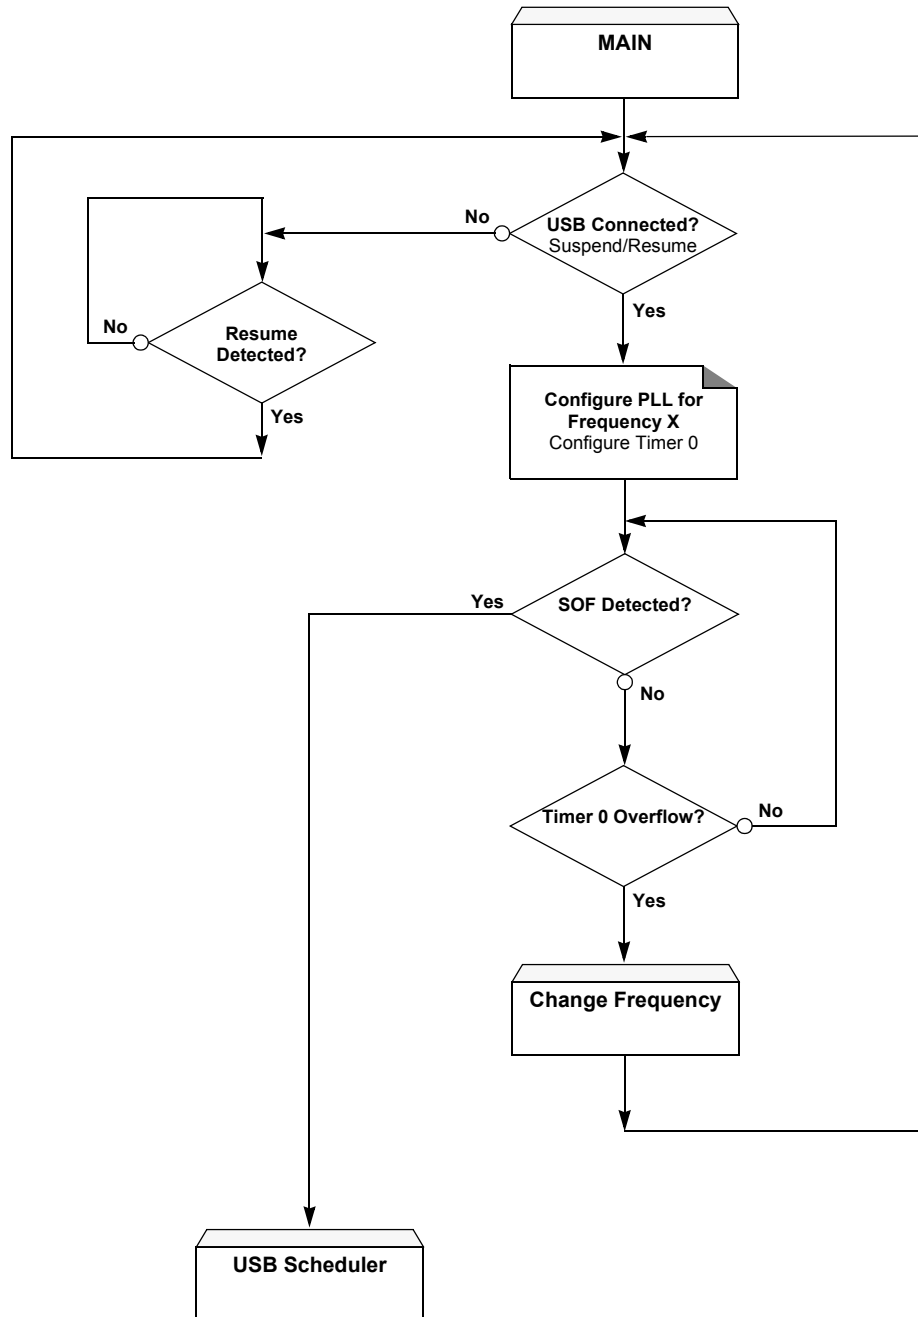 MAIN
No
USB Connected?
Suspend/Resume
Yes
No
Resume
Detected?
Yes
Configure PLL for
Frequency X
Configure Timer 0
Yes
SOF Detected?
No
Timer 0 Overflow?
No
Yes
Change Frequency
USB Scheduler